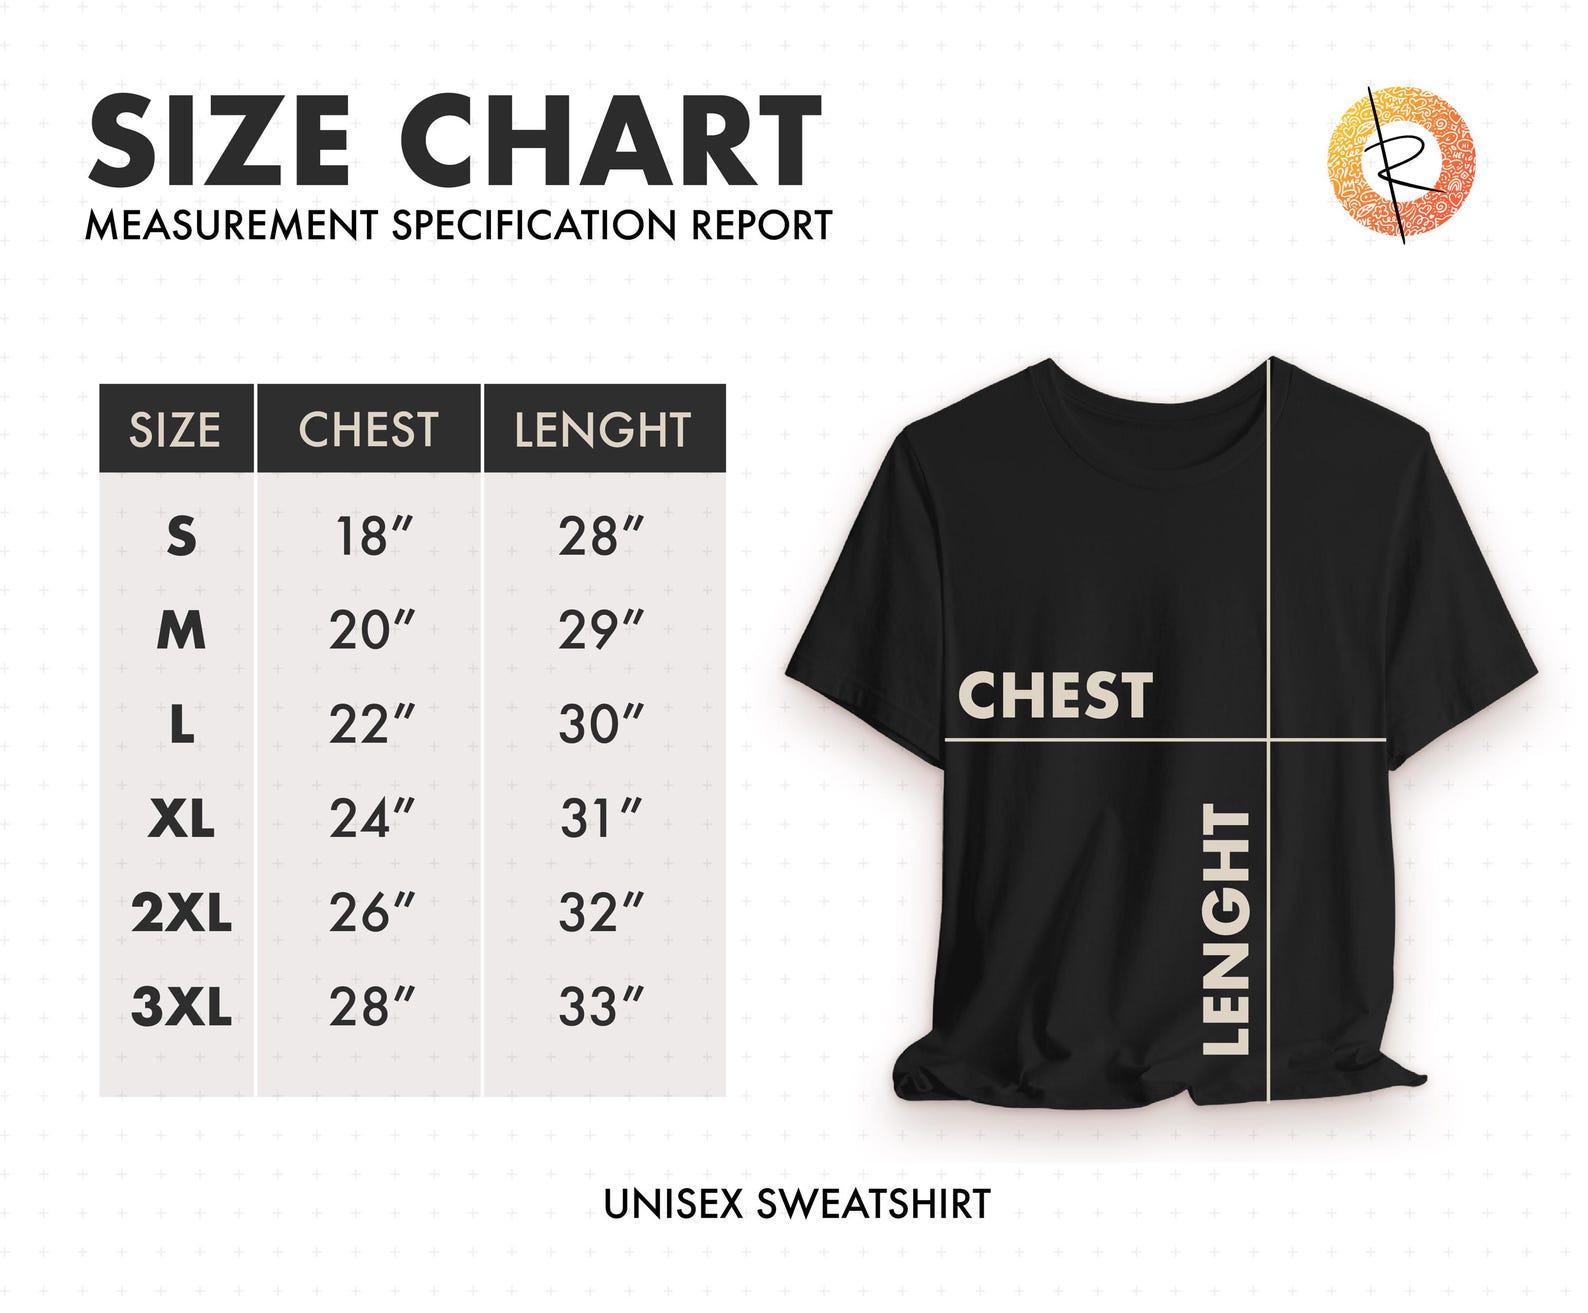 SIZE CHART
MEASUREMENT SPECIFICATION REPORT
SIZE CHEST LENGHT
S 18” 28”
M 20” 29”
L 22” 30”
XL 24” 31”
2XL 26” 32”
3XL 28” 33”
CHEST
LENGHT
UNISEX SWEATSHIRT
R